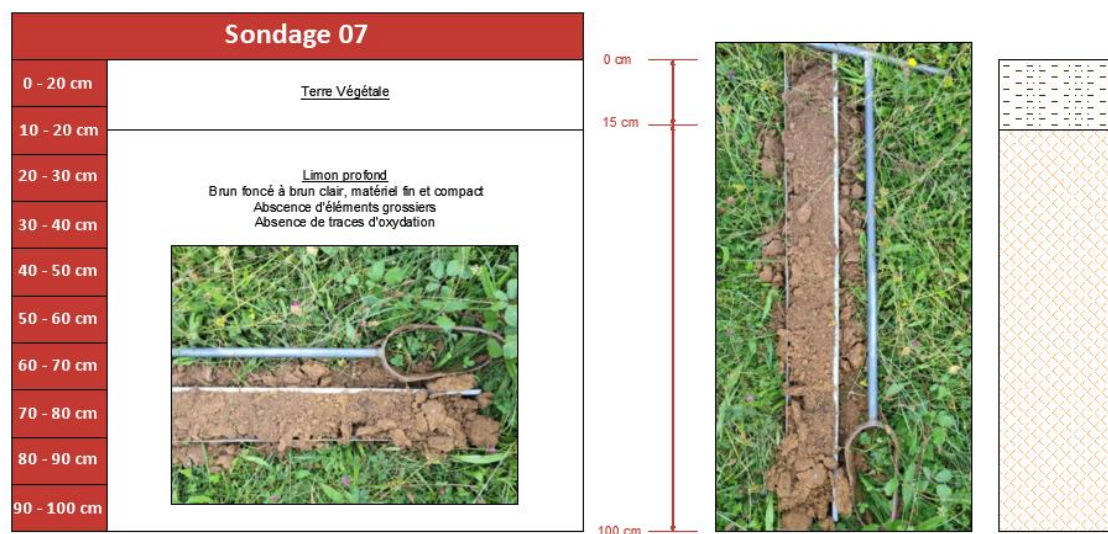 Sondage 07
0 - 20 cm
10 - 20 cm
20 - 30 cm
30 - 40 cm
40 - 50 cm
50 - 60 cm
60 - 70 cm
70 - 80 cm
80 - 90 cm
90 - 100 cm
Terre Végétale
Limon profond
Brun foncé à brun clair, matériel fin et compact
Abscence d'éléments grossiers
Absence de traces d'oxydation
0 cm
15 cm
100 cm